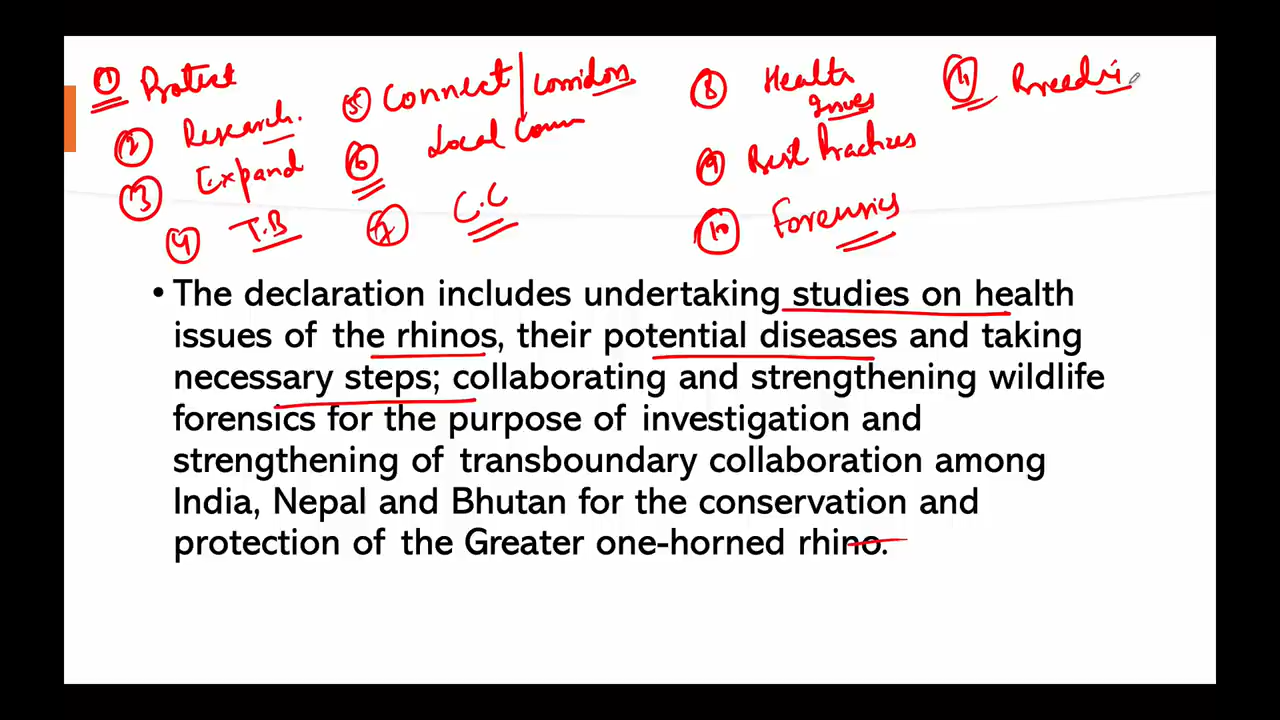 ① Protect
② Research.
③ Expand
④ T.B
⑤ Connect/Corridors
⑥ Local Comm
⑦ C.C
⑧ Health
Inves
⑨ Best Practices
⑩ Forensics
⑪ Breedi
• The declaration includes undertaking studies on health
issues of the rhinos, their potential diseases and taking
necessary steps; collaborating and strengthening wildlife
forensics for the purpose of investigation and
strengthening of transboundary collaboration among
India, Nepal and Bhutan for the conservation and
protection of the Greater one-horned rhino.